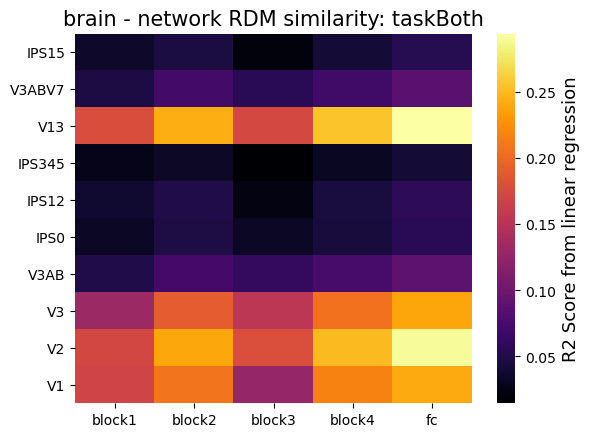 brain - network RDM similarity: taskBoth
IPS15
V3ABV7
V13
IPS345
IPS12
IPS0
V3AB
V3
V2
V1
block1 block2 block3 block4 fc
0.25
0.20
0.15
0.10
0.05
R2 Score from linear regression